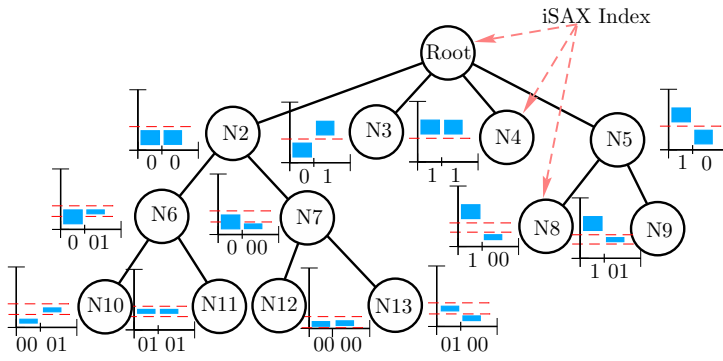 iSAX Index
Root
N2
N3
N4
N5
0 0
0 1
1 1
1 0
N6
N7
N8
N9
0 01
0 00
1 00
1 01
N10
N11
N12
N13
00 01
01 01
00 00
01 00